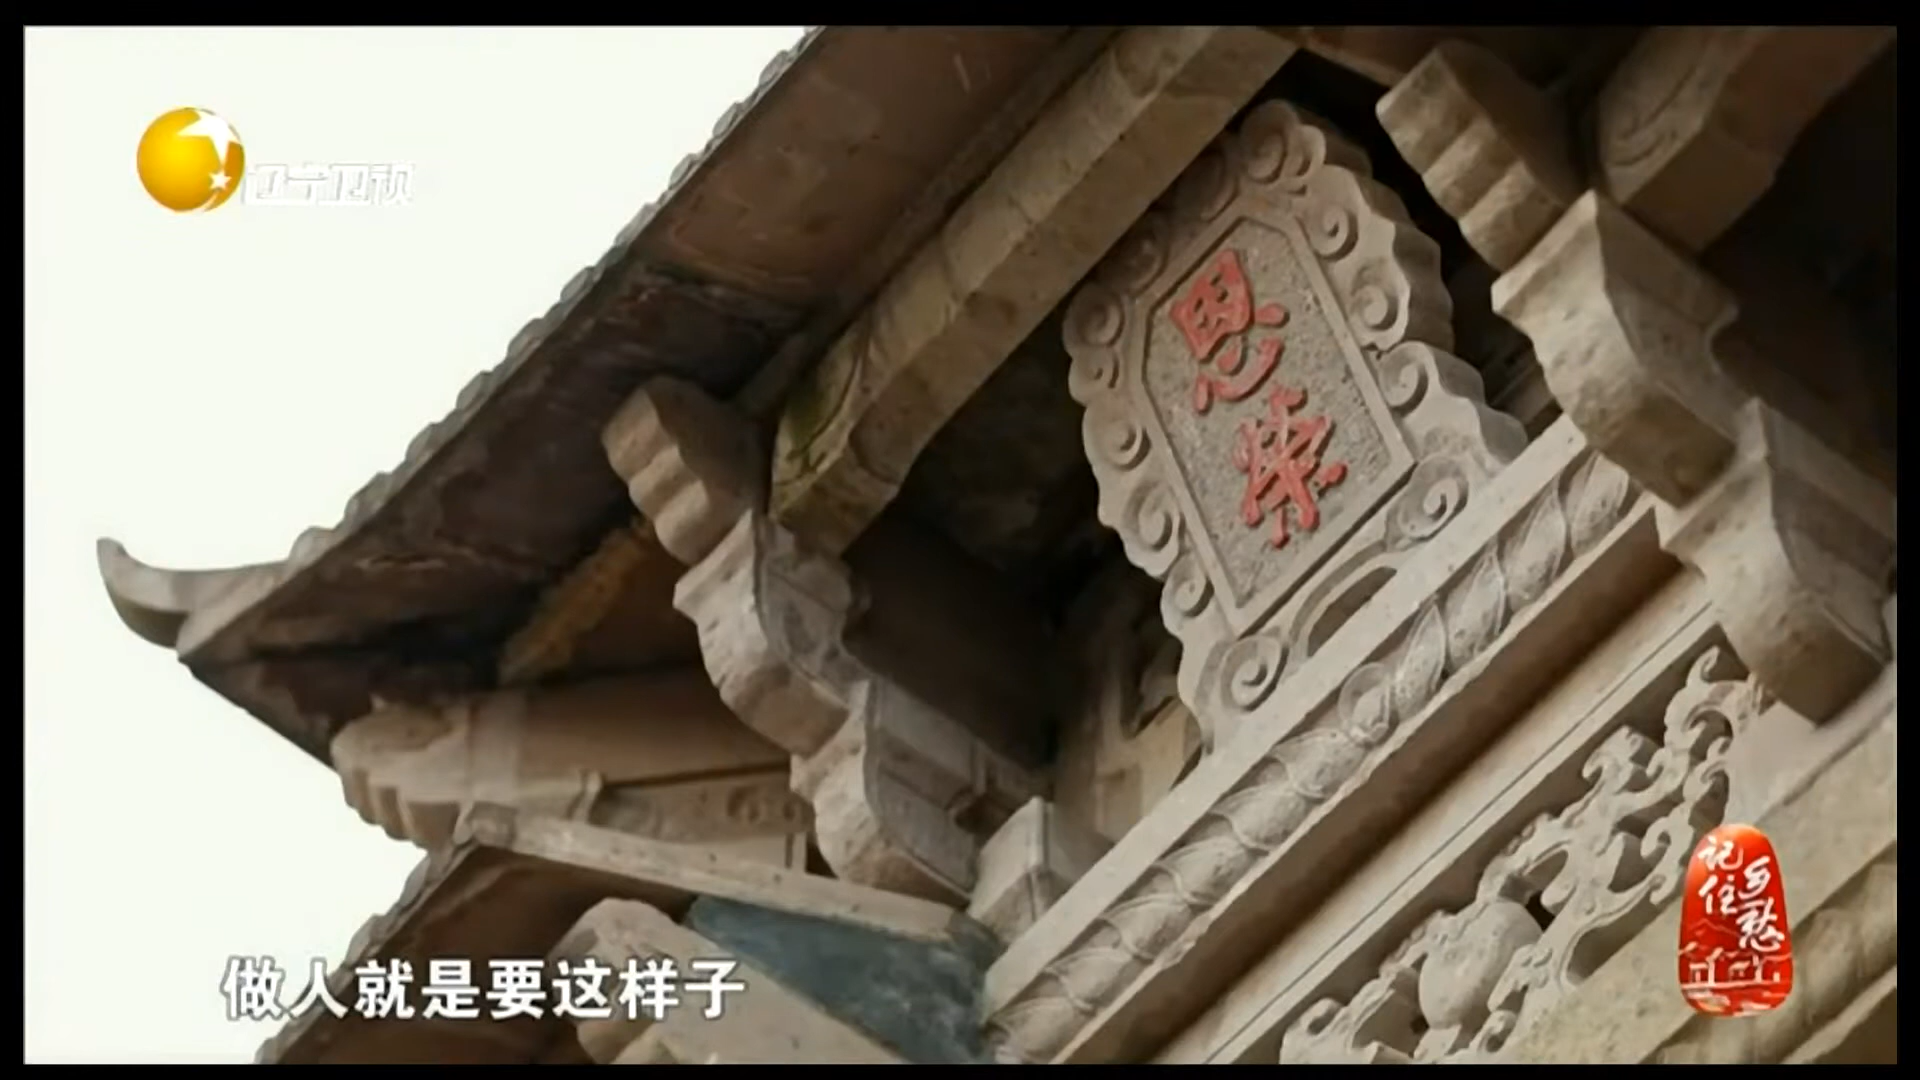 辽宁卫视
恩荣
记住
乡愁
做人就是要这样子